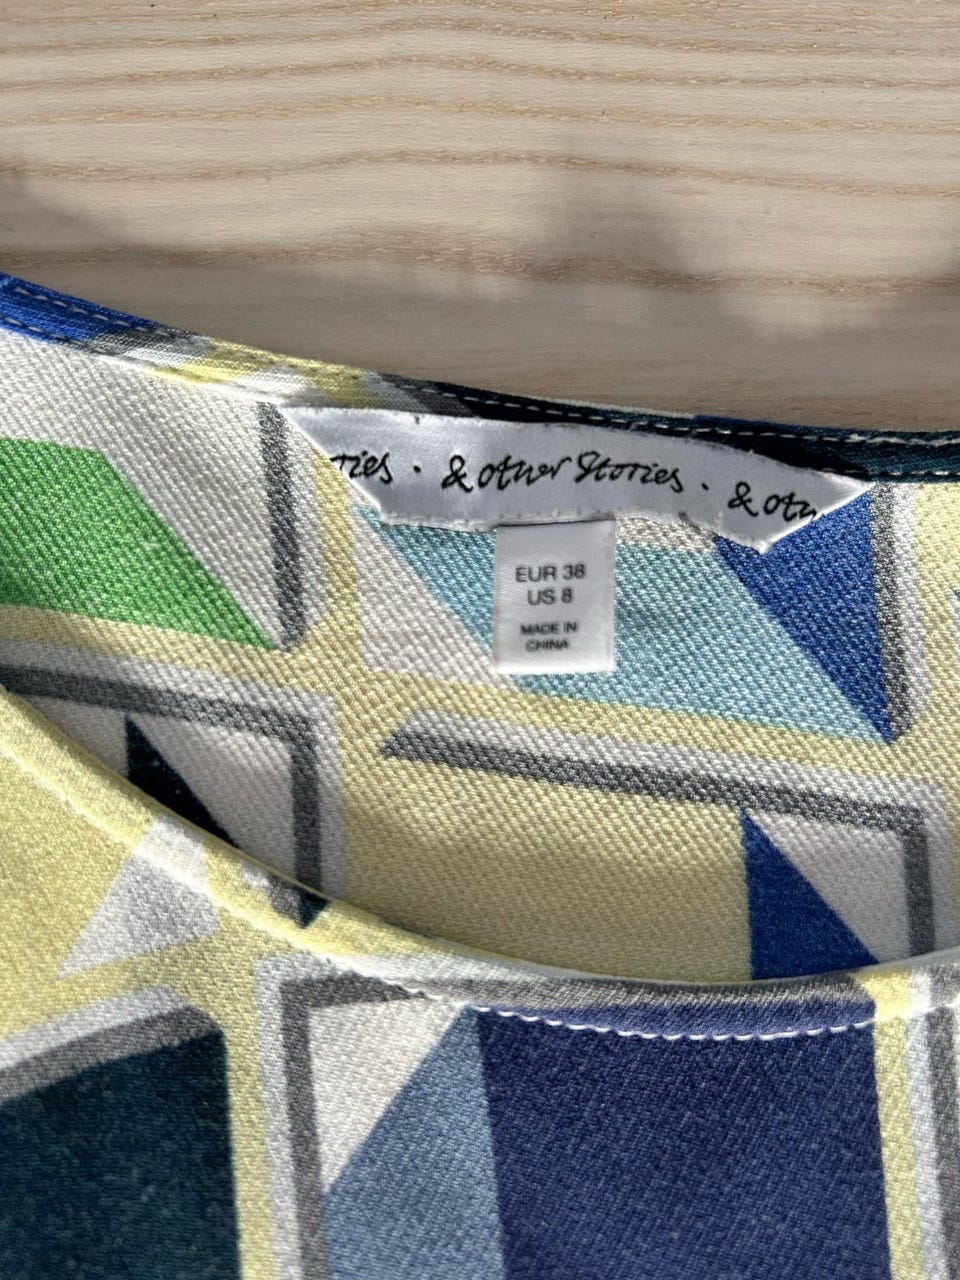 ries · & other Stories · & oth
EUR 38
US 8
MADE IN
CHINA